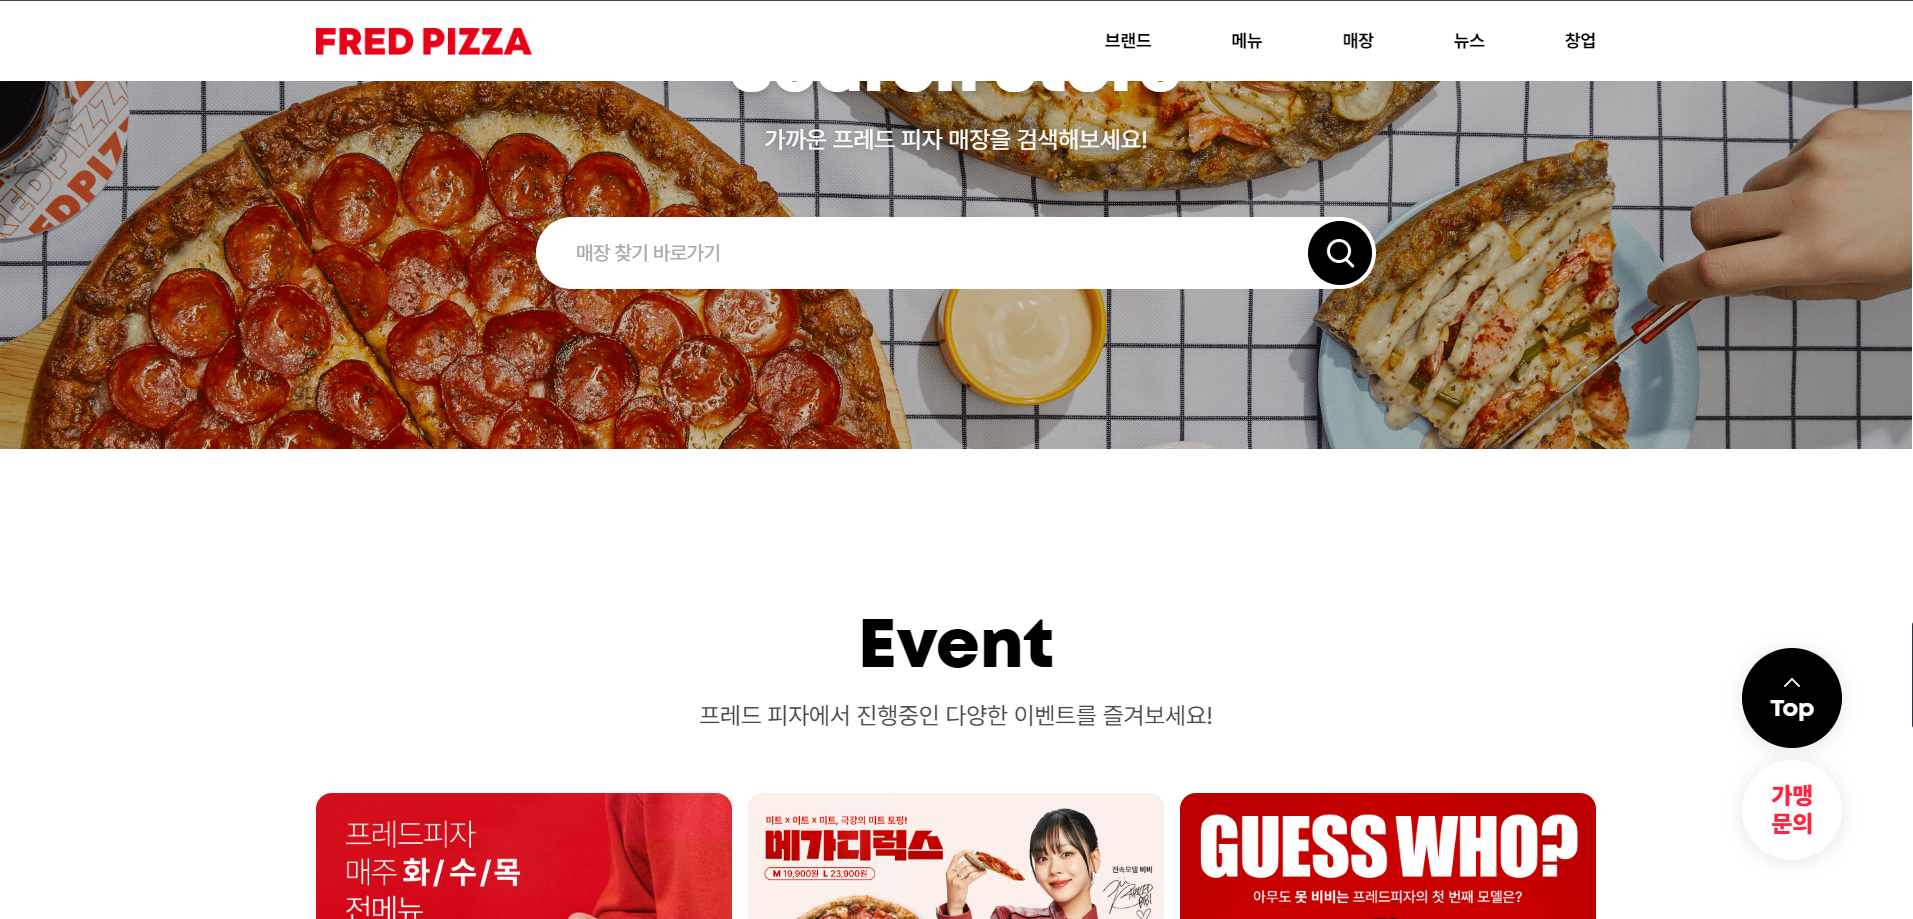 FRED PIZZA
브랜드
메뉴
매장
뉴스
창업
Search Store
가까운 프레드 피자 매장을 검색해보세요!
매장 찾기 바로가기
Event
프레드 피자에서 진행중인 다양한 이벤트를 즐겨보세요!
Top
가맹
문의
프레드피자
매주 화/수/목
전메뉴
미트 x 미트 x 미트, 극강의 미트 토핑!
메가디럭스
M 19,900원 L 23,900원
전속모델 비비
GUESS WHO?
아무도 못 비비는 프레드피자의 첫 번째 모델은?